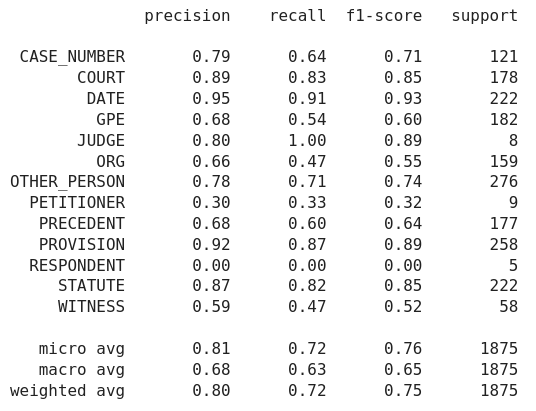 precision recall f1-score support
CASE_NUMBER 0.79 0.64 0.71 121
COURT 0.89 0.83 0.85 178
DATE 0.95 0.91 0.93 222
GPE 0.68 0.54 0.60 182
JUDGE 0.80 1.00 0.89 8
ORG 0.66 0.47 0.55 159
OTHER_PERSON 0.78 0.71 0.74 276
PETITIONER 0.30 0.33 0.32 9
PRECEDENT 0.68 0.60 0.64 177
PROVISION 0.92 0.87 0.89 258
RESPONDENT 0.00 0.00 0.00 5
STATUTE 0.87 0.82 0.85 222
WITNESS 0.59 0.47 0.52 58
micro avg 0.81 0.72 0.76 1875
macro avg 0.68 0.63 0.65 1875
weighted avg 0.80 0.72 0.75 1875